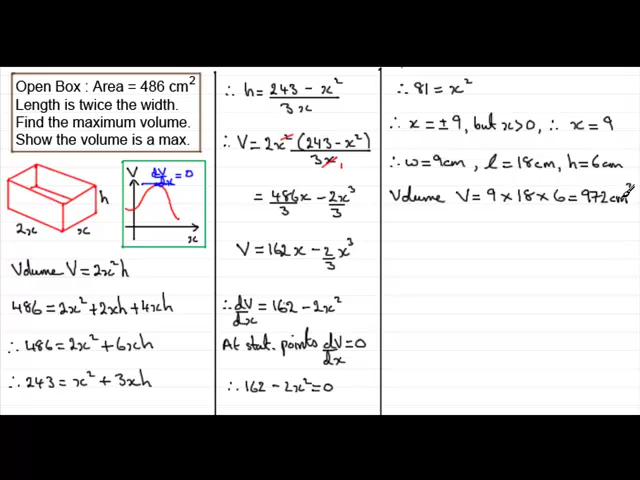 Open Box : Area = 486 cm²
Length is twice the width.
Find the maximum volume.
Show the volume is a max.
h
2x
x
V
dV/dx = 0
x
Volume V = 2x²h
486 = 2x² + 2xh + 4xh
∴ 486 = 2x² + 6xh
∴ 243 = x² + 3xh
∴ h = (243 - x²)/3x
∴ V = 2x² (243 - x²)/3x 1
= 486x/3 - 2x³/3
V = 162x - 2/3 x³
∴ dV/dx = 162 - 2x²
At stat. points dV/dx = 0
∴ 162 - 2x² = 0
∴ 81 = x²
∴ x = ±9, but x>0, ∴ x = 9
∴ w = 9cm, l = 18cm, h = 6cm
Volume V = 9 × 18 × 6 = 972cm³